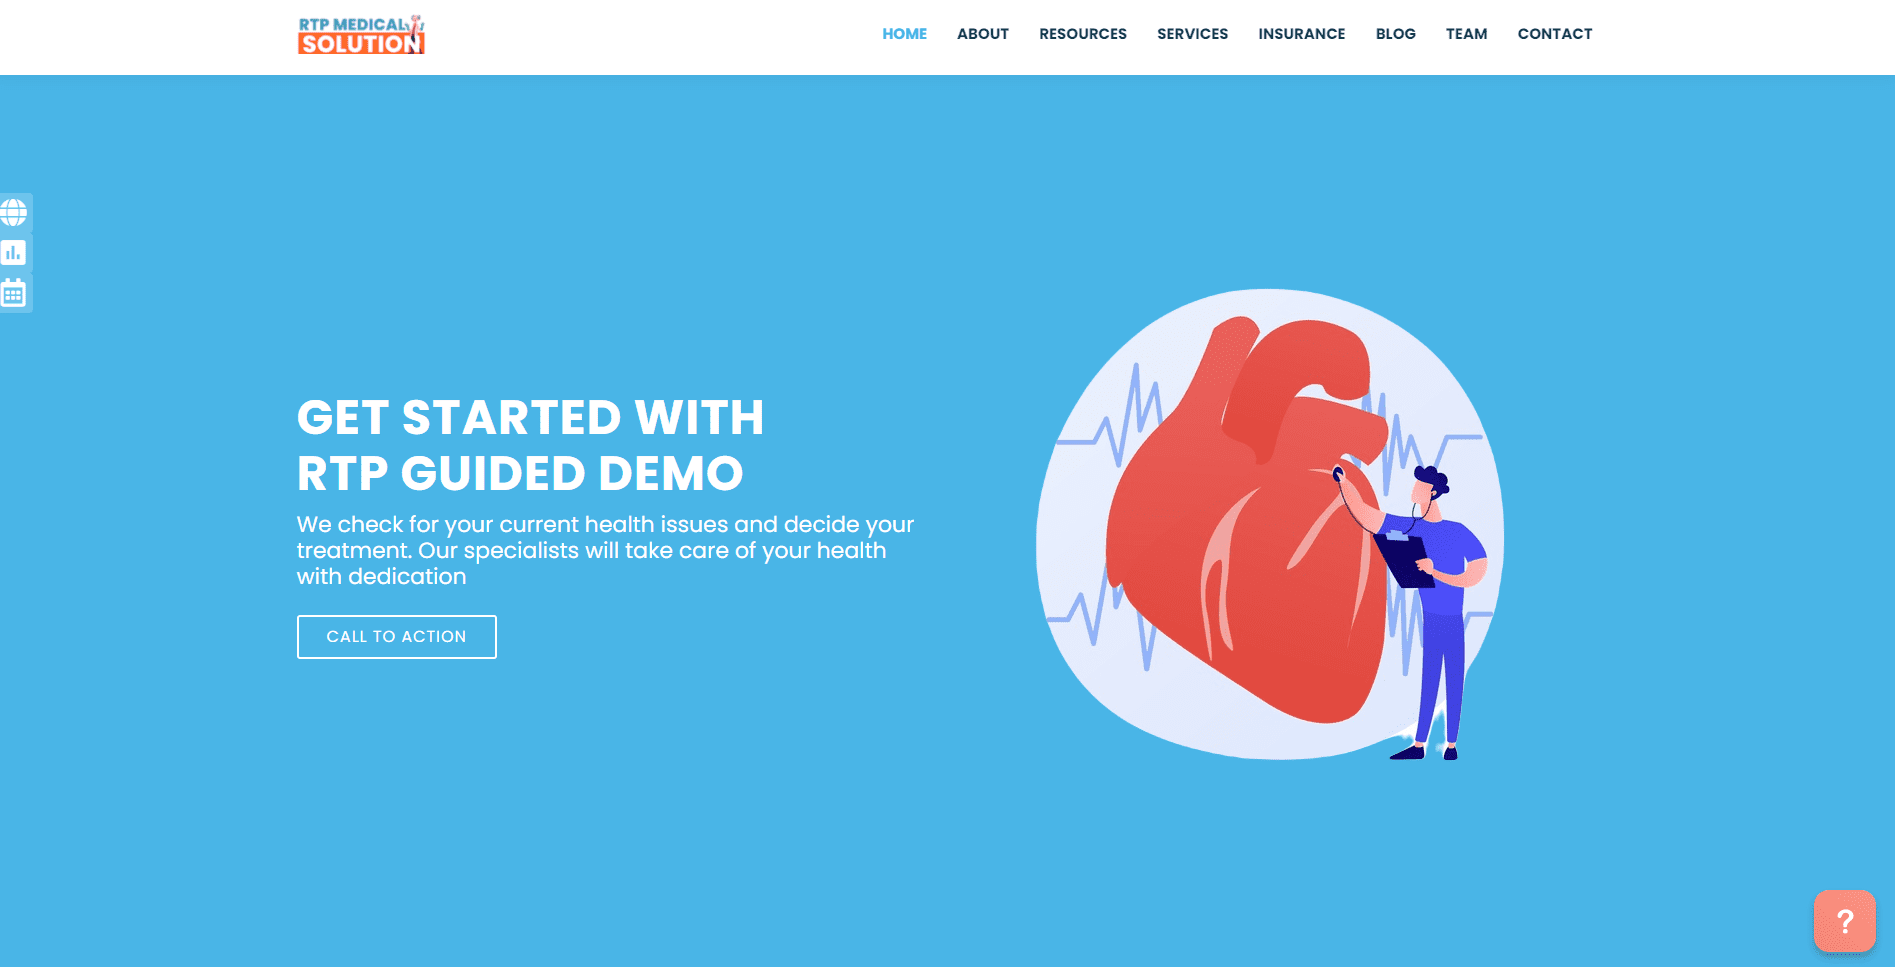 RTP MEDICAL
SOLUTION
HOME ABOUT RESOURCES SERVICES INSURANCE BLOG TEAM CONTACT
GET STARTED WITH
RTP GUIDED DEMO
We check for your current health issues and decide your
treatment. Our specialists will take care of your health
with dedication
CALL TO ACTION
?